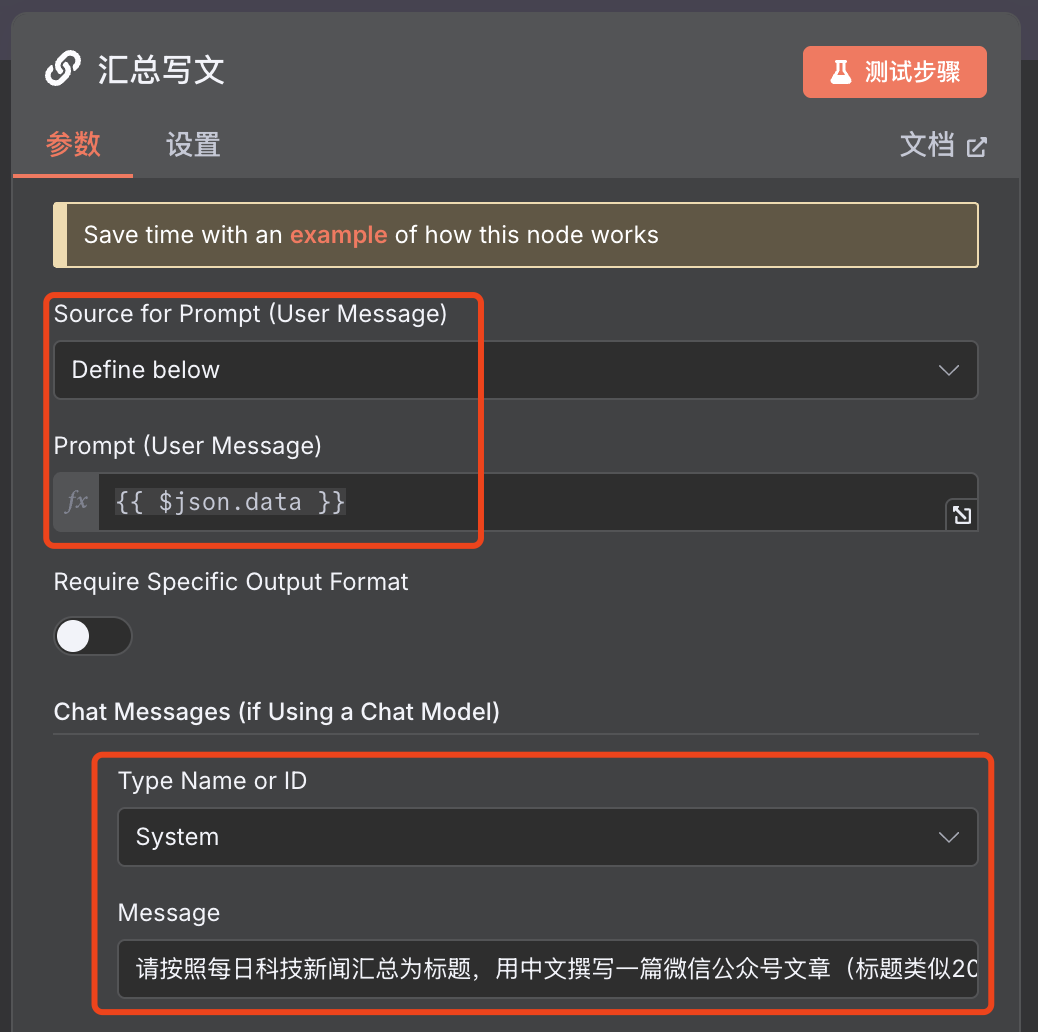 汇总写文
测试步骤
参数
设置
文档
Save time with an example of how this node works
Source for Prompt (User Message)
Define below
Prompt (User Message)
fx
{{ $json.data }}
Require Specific Output Format
Chat Messages (if Using a Chat Model)
Type Name or ID
System
Message
请按照每日科技新闻汇总为标题，用中文撰写一篇微信公众号文章（标题类似20